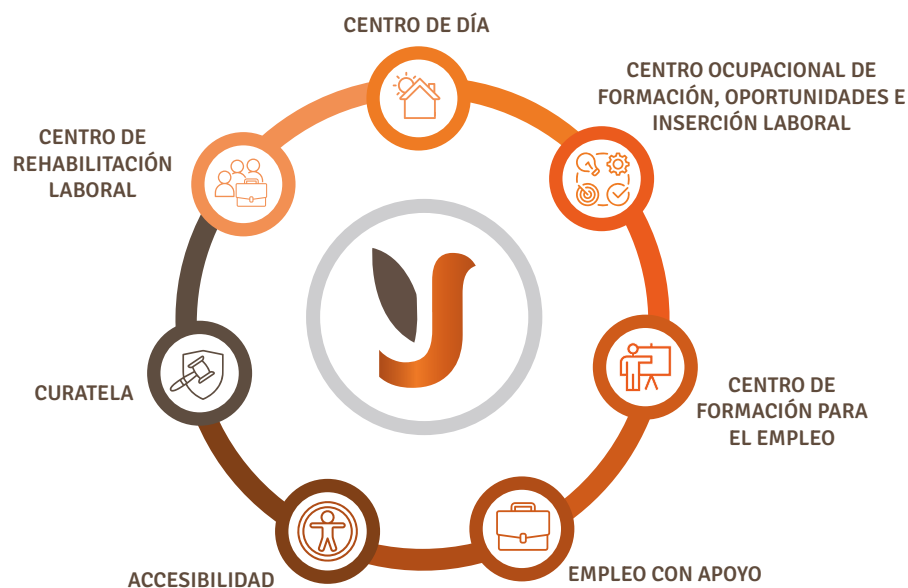 CENTRO DE DÍA
CENTRO OCUPACIONAL DE
FORMACIÓN, OPORTUNIDADES E
INSERCIÓN LABORAL
CENTRO DE
FORMACIÓN PARA
EL EMPLEO
EMPLEO CON APOYO
ACCESIBILIDAD
CURATELA
CENTRO DE
REHABILITACIÓN
LABORAL